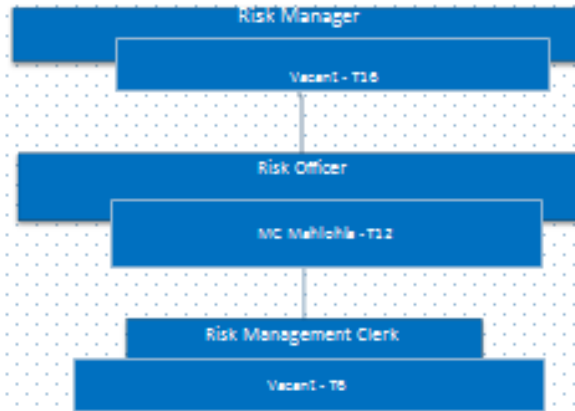 Risk Manager
Vacant - T16
Risk Officer
MC Mahlohla -T12
Risk Management Clerk
Vacant - T6